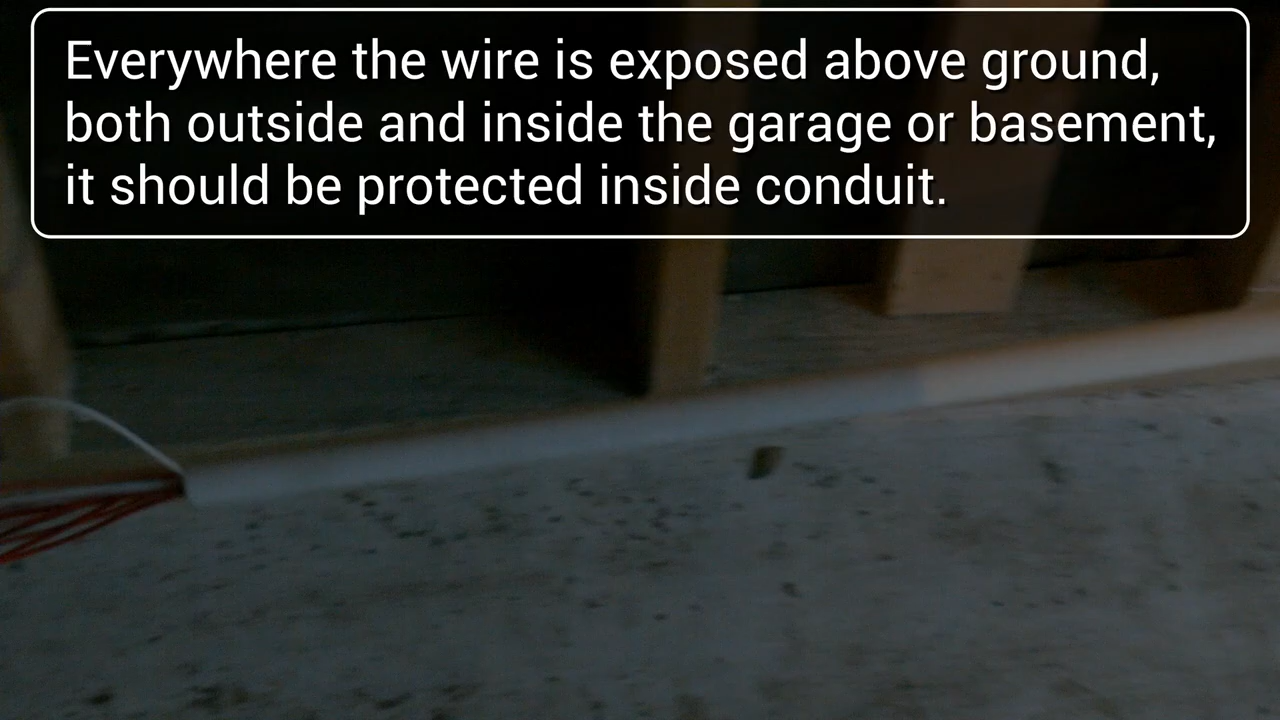 Everywhere the wire is exposed above ground,
both outside and inside the garage or basement,
it should be protected inside conduit.